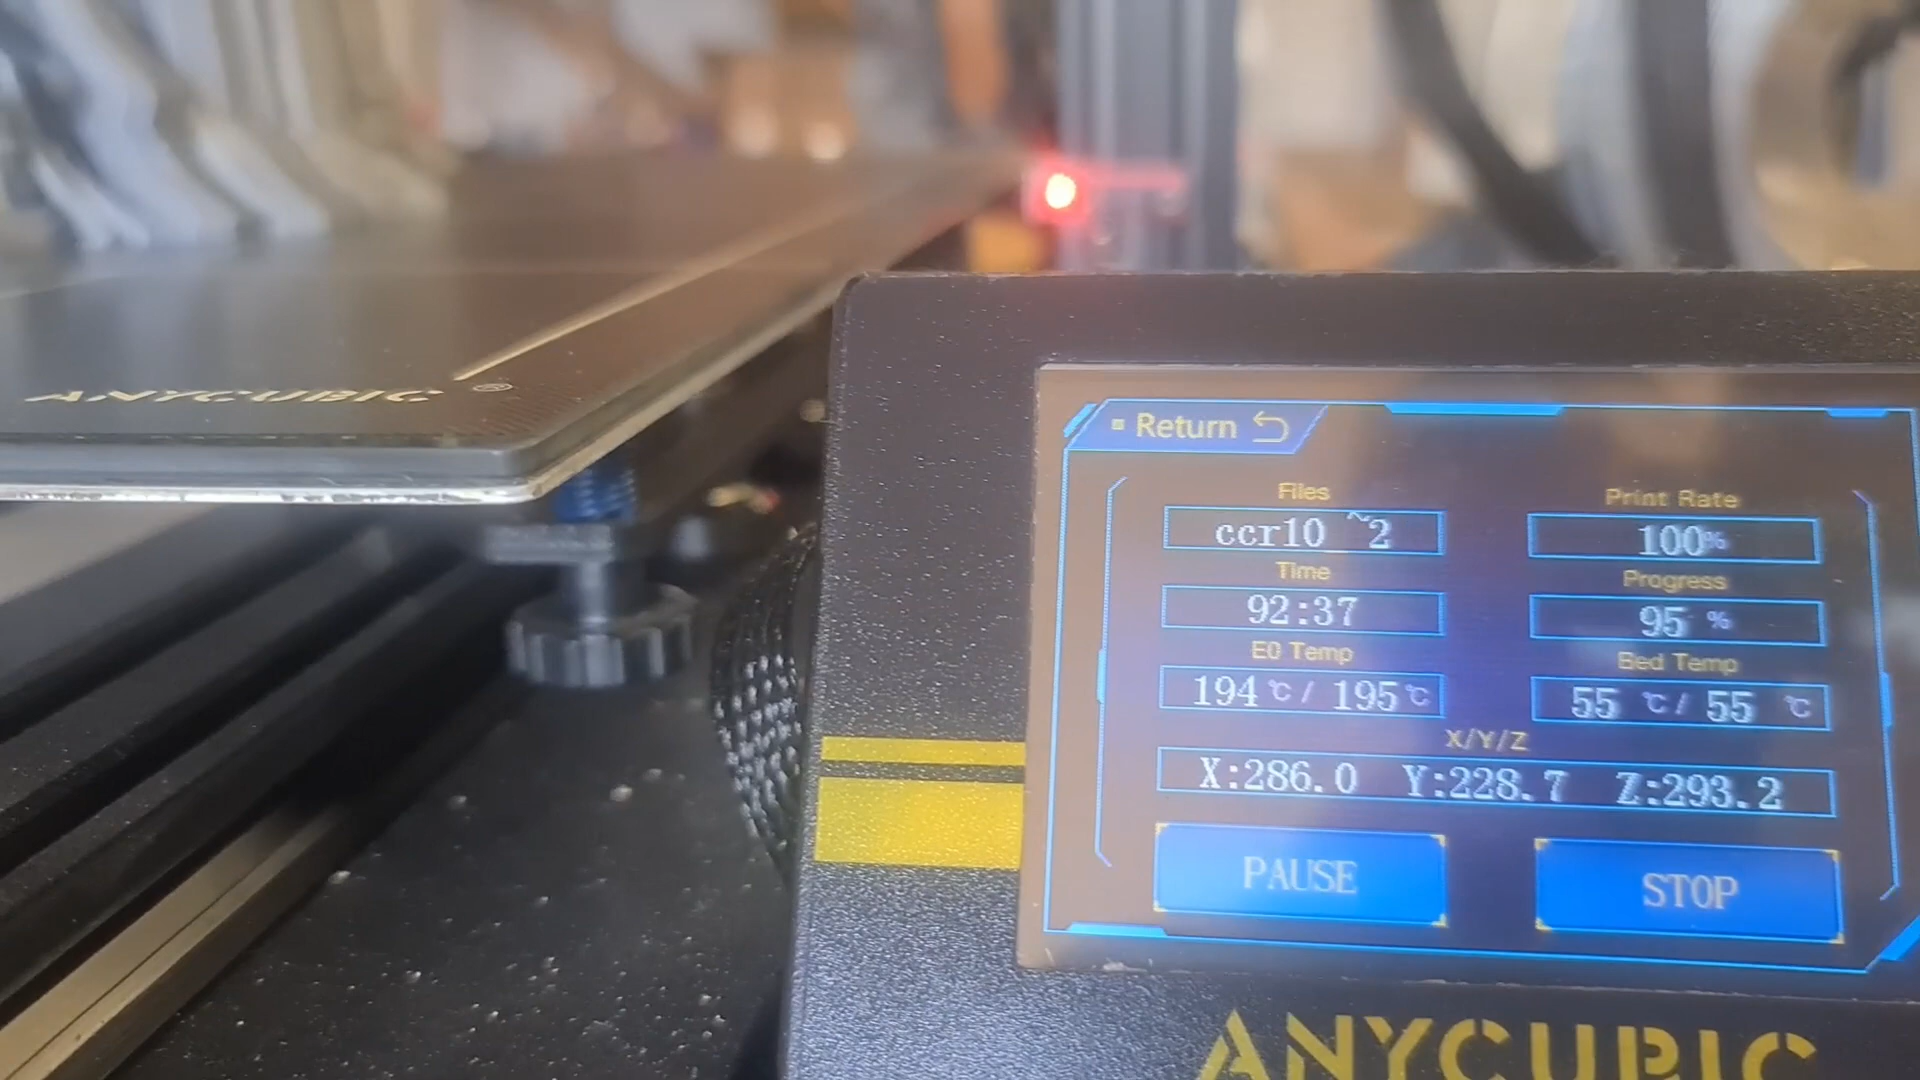 ANYCUBIC ®
Return
Files
Print Rate
ccr10 ~2
100%
Time
Progress
92:37
95 %
E0 Temp
Bed Temp
194 ℃ / 195 ℃
55 ℃ / 55 ℃
X/Y/Z
X:286.0 Y:228.7 Z:293.2
PAUSE
STOP
ANYCUBIC